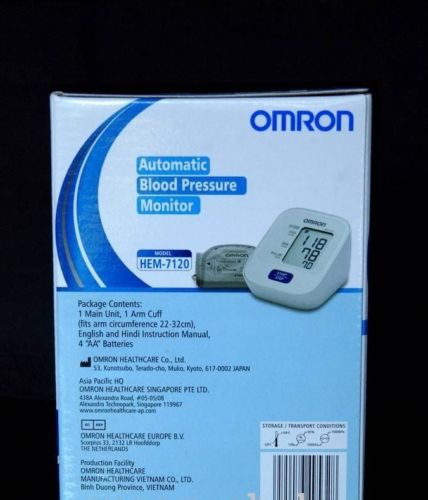 OMRON
Automatic
Blood Pressure
Monitor
MODEL
HEM-7120
OMRON
OMRON
118
78
70
START
STOP
Package Contents:
1 Main Unit, 1 Arm Cuff
(fits arm circumference 22-32cm),
English and Hindi Instruction Manual,
4 "AA" Batteries
OMRON HEALTHCARE Co., Ltd.
53, Kunotsubo, Terado-cho, Muko, Kyoto, 617-0002 JAPAN
Asia Pacific HQ
OMRON HEALTHCARE SINGAPORE PTE LTD.
438A Alexandra Road, #05-05/08
Alexandra Technopark, Singapore 119967
www.omronhealthcare-ap.com
EC REP
OMRON HEALTHCARE EUROPE B.V.
Scorpius 33, 2132 LR Hoofddorp
THE NETHERLANDS
STORAGE / TRANSPORT CONDITIONS
Production Facility
OMRON HEALTHCARE
MANUFACTURING VIETNAM CO., LTD.
Binh Duong Province, VIETNAM